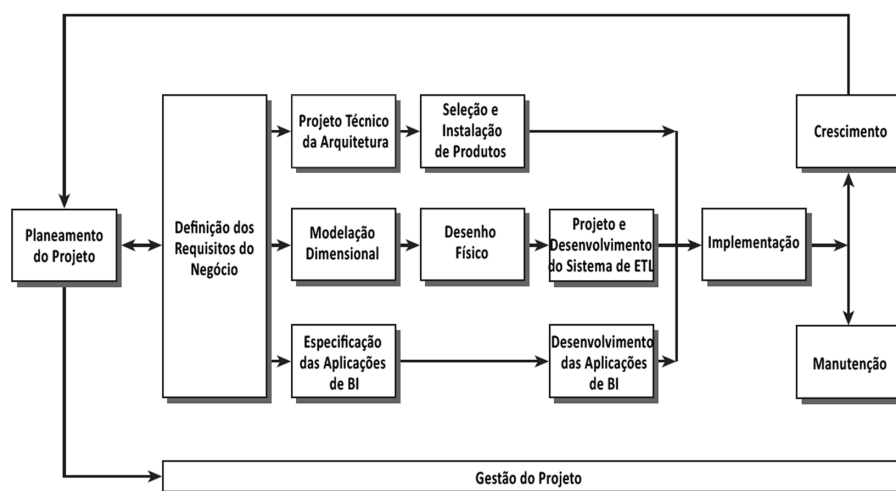 Planeamento
do Projeto
Definição dos
Requisitos do
Negócio
Projeto Técnico
da Arquitetura
Seleção e
Instalação
de Produtos
Modelação
Dimensional
Desenho
Físico
Projeto e
Desenvolvimento
do Sistema de ETL
Especificação
das Aplicações
de BI
Desenvolvimento
das Aplicações
de BI
Implementação
Crescimento
Manutenção
Gestão do Projeto